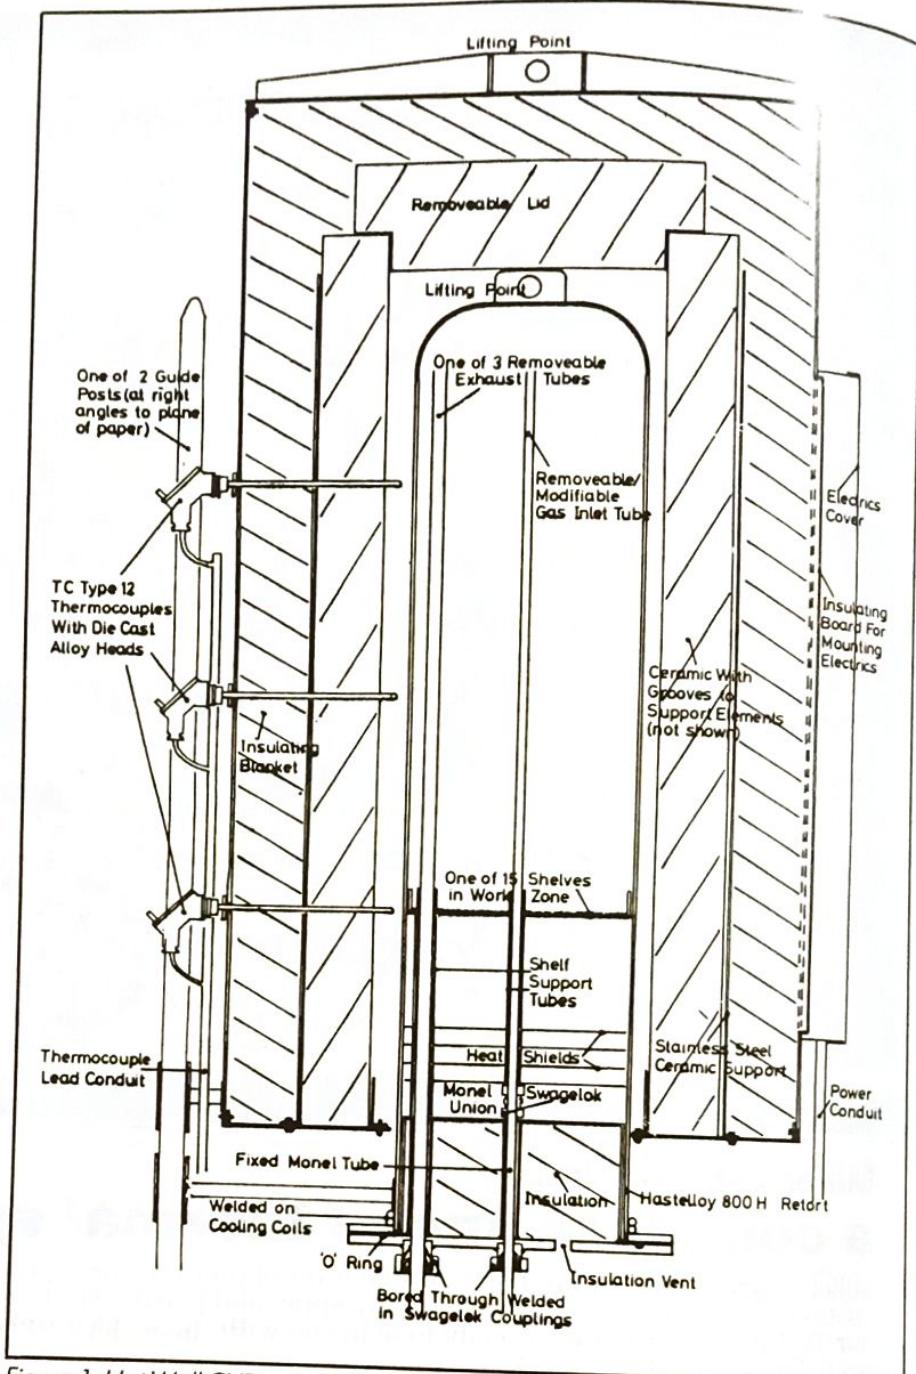 Lifting Point
Removeable Lid
Lifting Point
One of 3 Removeable
Exhaust Tubes
One of 2 Guide
Posts (at right
angles to plane
of paper)
Removeable/
Modifiable
Gas Inlet Tube
Electrics
Cover
TC Type 12
Thermocouples
With Die Cast
Alloy Heads
Insulating
Board For
Mounting
Electrics
Ceramic With
Grooves to
Support Elements
(not shown)
Insulating
Blanket
One of 15 Shelves
in Work Zone
Shelf
Support
Tubes
Heat Shields
Stainless Steel
Ceramic Support
Thermocouple
Lead Conduit
Monel
Union
Swagelok
Power
Conduit
Fixed Monel Tube
Insulation
Hastelloy 800 H Retort
Welded on
Cooling Coils
'O' Ring
Insulation Vent
Bored Through Welded
in Swagelok Couplings